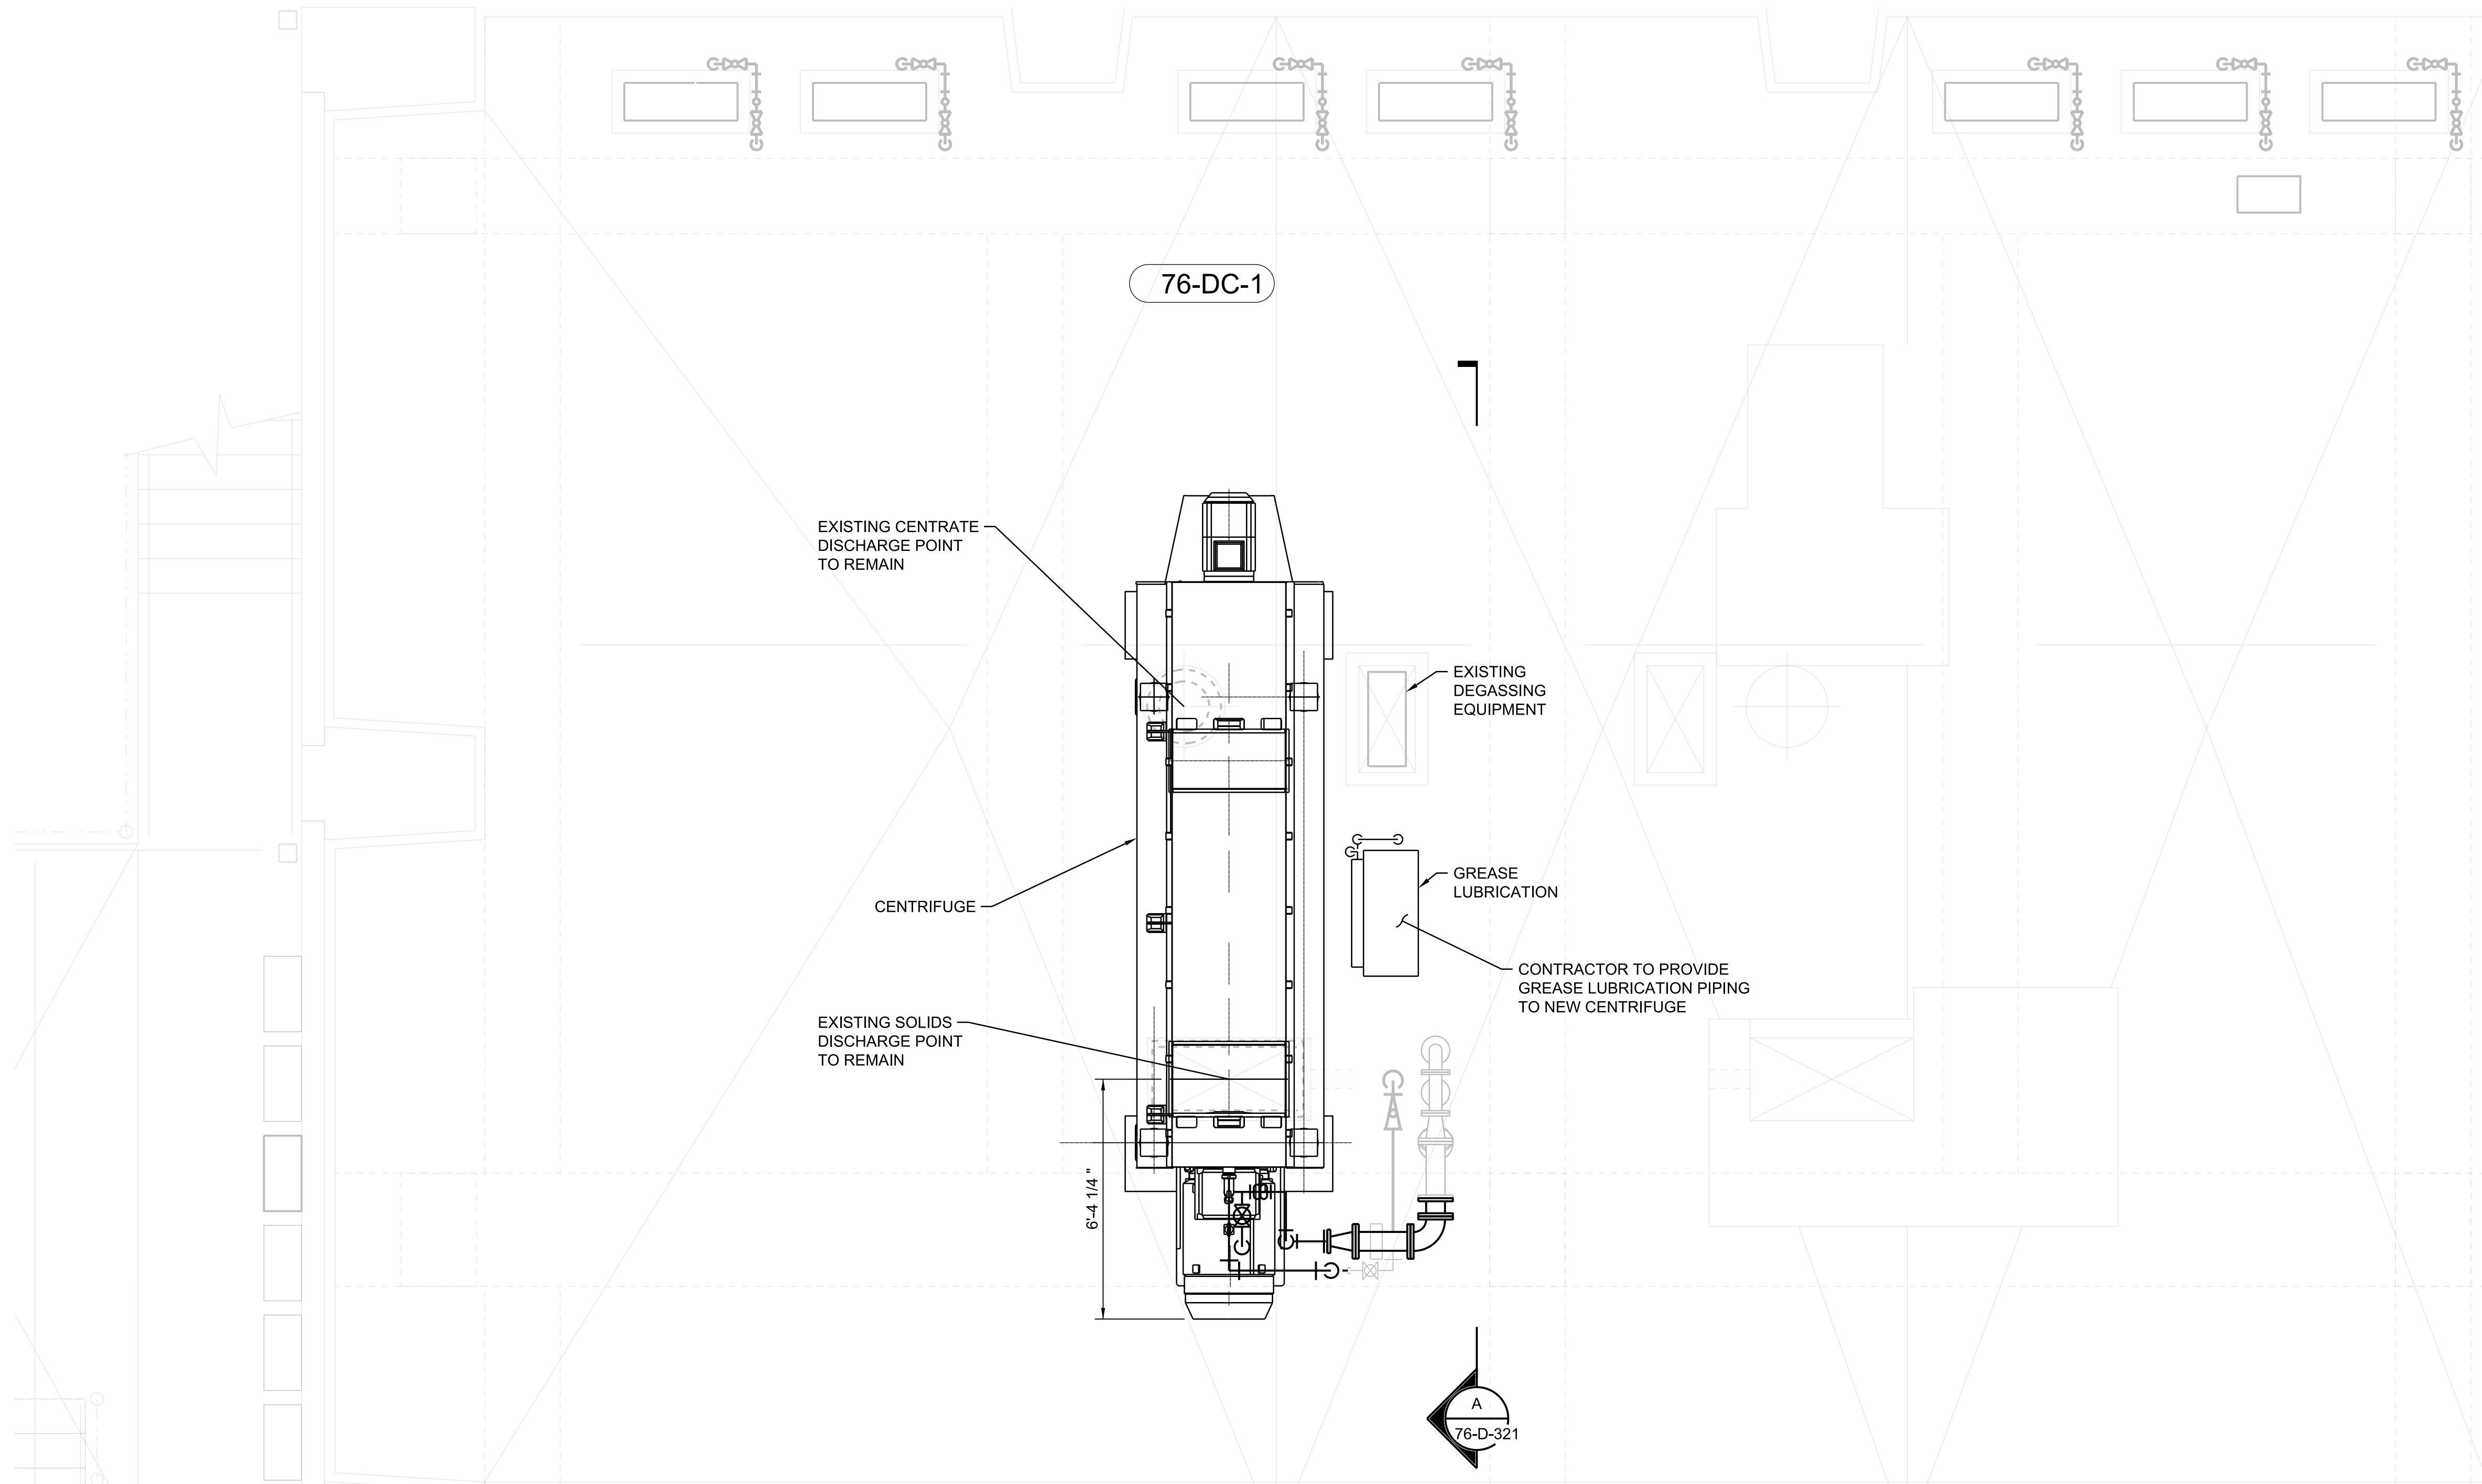 76-DC-1
EXISTING CENTRATE
DISCHARGE POINT
TO REMAIN
EXISTING
DEGASSING
EQUIPMENT
GREASE
LUBRICATION
CENTRIFUGE
CONTRACTOR TO PROVIDE
GREASE LUBRICATION PIPING
TO NEW CENTRIFUGE
EXISTING SOLIDS
DISCHARGE POINT
TO REMAIN
6'-4 1/4 "
A
76-D-321